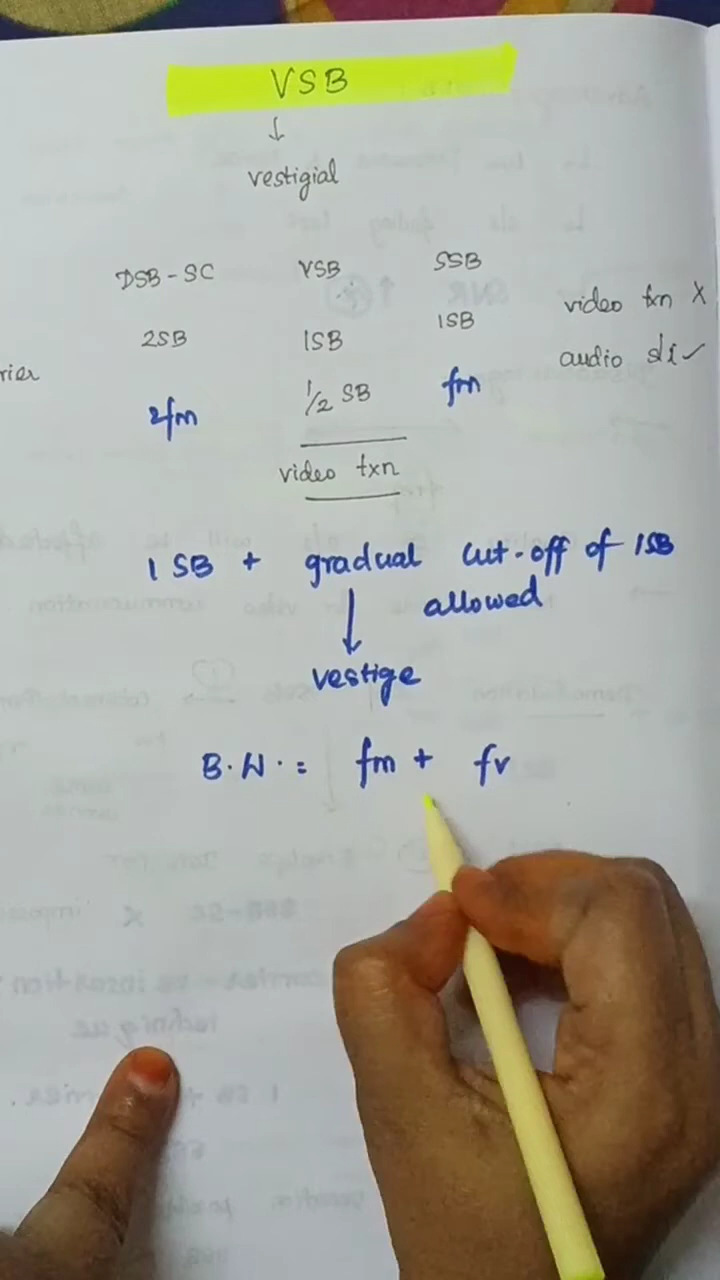 VSB
↓
vestigial
DSB-SC VSB SSB
2SB 1SB 1SB video txn X
rier audio ✓
2fm 1/2 SB fm
video txn
1 SB + gradual cut-off of 1SB
allowed
↓
vestige
B.W. = fm + fv